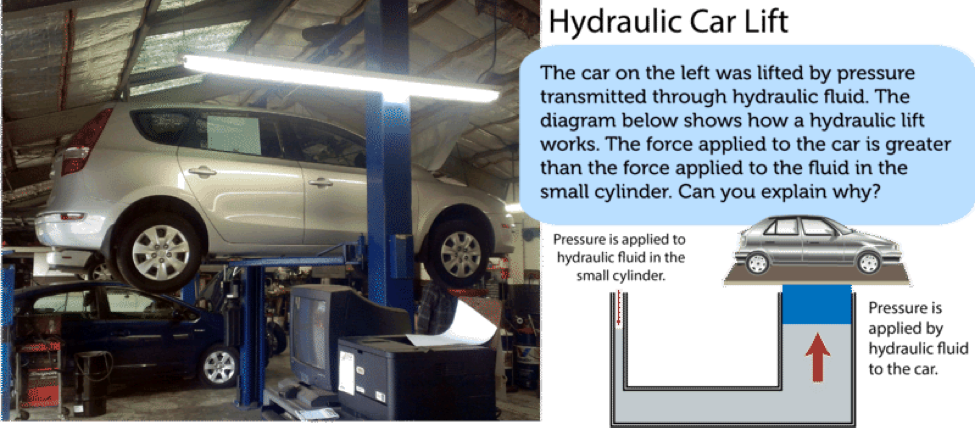 Hydraulic Car Lift
The car on the left was lifted by pressure
transmitted through hydraulic fluid. The
diagram below shows how a hydraulic lift
works. The force applied to the car is greater
than the force applied to the fluid in the
small cylinder. Can you explain why?
Pressure is applied to
hydraulic fluid in the
small cylinder.
Pressure is
applied by
hydraulic fluid
to the car.